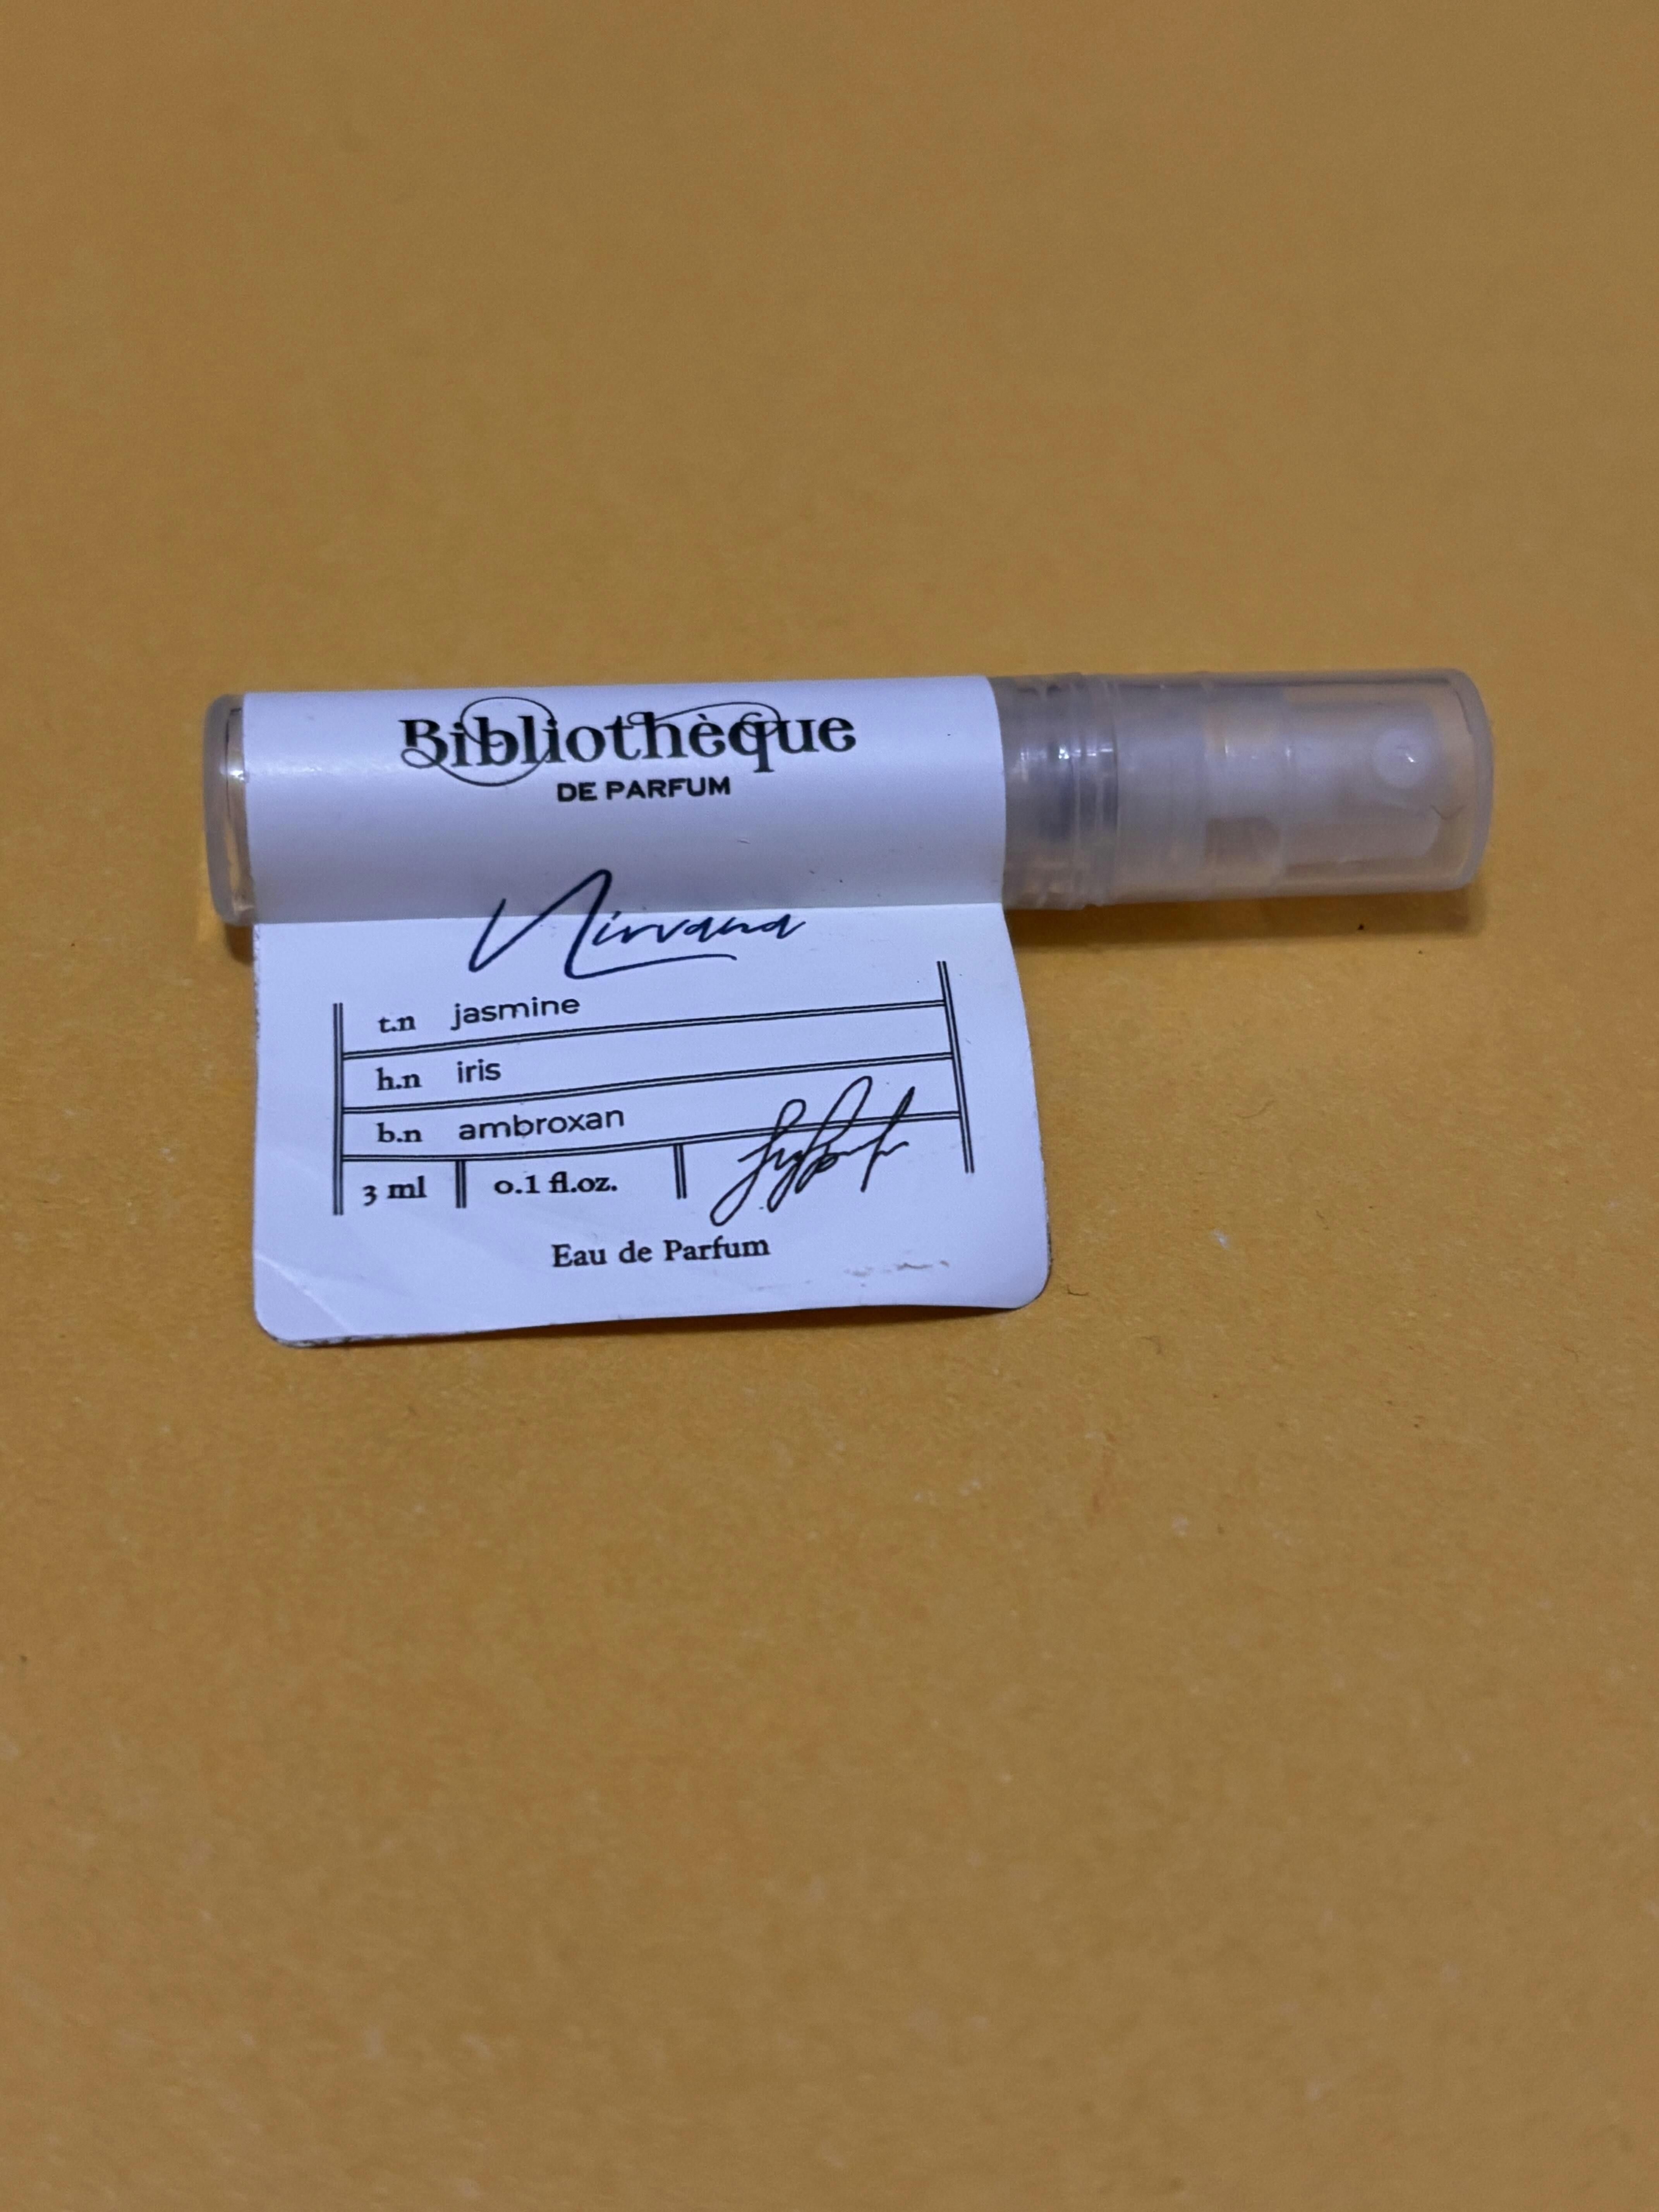 Bibliothèque
DE PARFUM
Nirvana
t.n jasmine
h.n iris
b.n ambroxan
3 ml 0.1 fl.oz.
Eau de Parfum